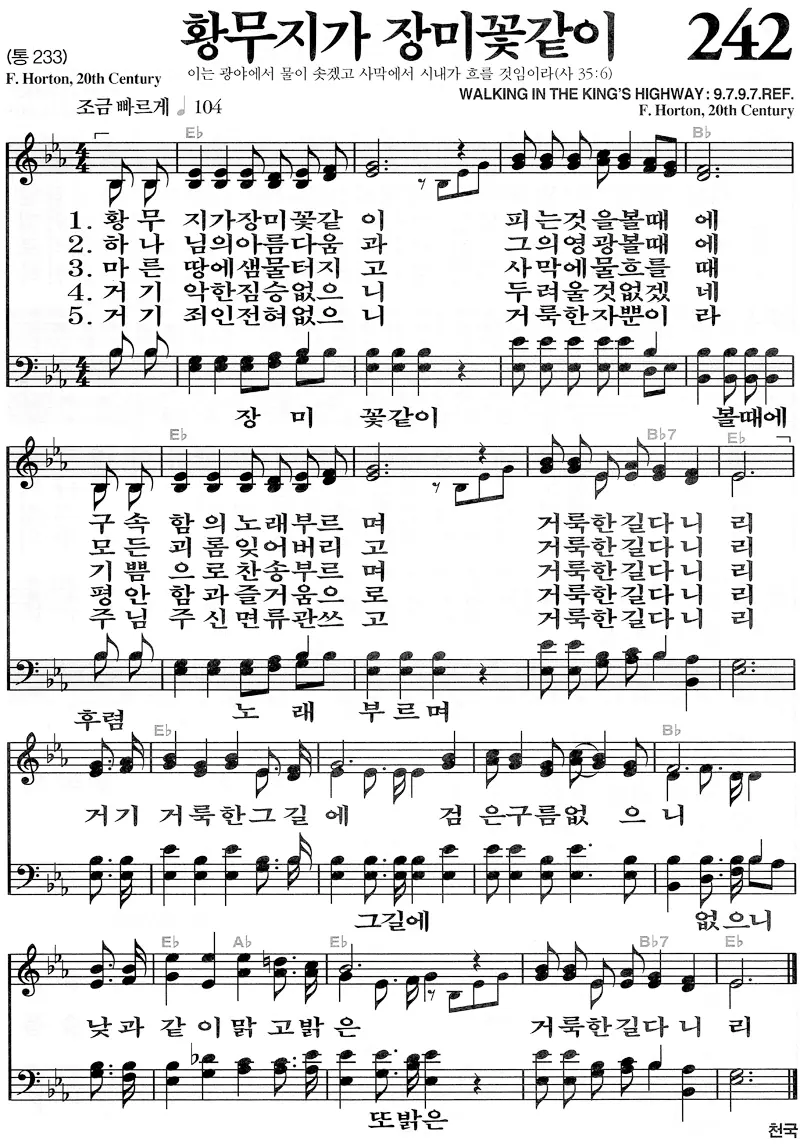 황무지가 장미꽃같이
242
(통 233)
이는 광야에서 물이 솟겠고 사막에서 시내가 흐를 것임이라(사 35:6)
F. Horton, 20th Century
WALKING IN THE KING'S HIGHWAY : 9.7.9.7.REF.
F. Horton, 20th Century
조금 빠르게 ♩ 104
E♭ B♭
1. 황 무 지가장미꽃같 이 피는것을볼때 에
2. 하 나 님의아름다움 과 그의영광볼때 에
3. 마 른 땅에샘물터지 고 사막에물흐를 때
4. 거 기 악한짐승없으 니 두려울것없겠 네
5. 거 기 죄인전혀없으 니 거룩한자뿐이 라
장 미 꽃같이 볼때에
E♭ B♭7 E♭
구 속 함의노래부르 며 거룩한길다니 리
모 든 괴롬잊어버리 고 거룩한길다니 리
기 쁨 으로찬송부르 며 거룩한길다니 리
평 안 함과즐거움으 로 거룩한길다니 리
주 님 주신면류관쓰 고 거룩한길다니 리
노 래 부르며
후렴
E♭ B♭
거기 거룩한그길에 검 은구름없 으니
그길에 없으니
E♭ A♭ E♭ B♭7 E♭
낮과 같이맑 고밝은 거룩한길다니 리
또밝은
천국